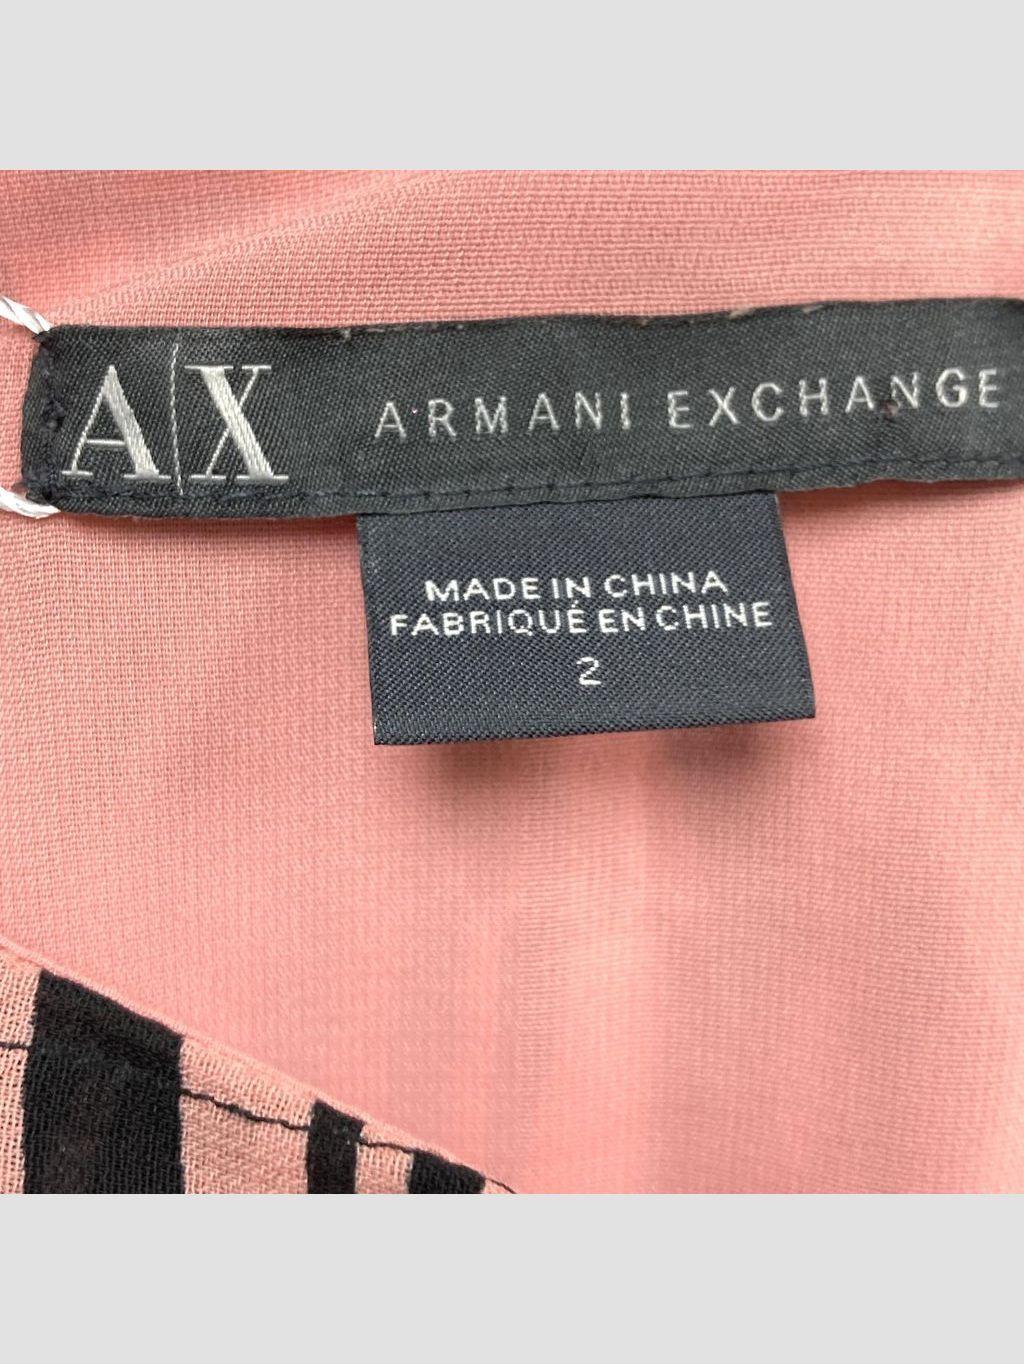 A|X ARMANI EXCHANGE
MADE IN CHINA
FABRIQUÉ EN CHINE
2